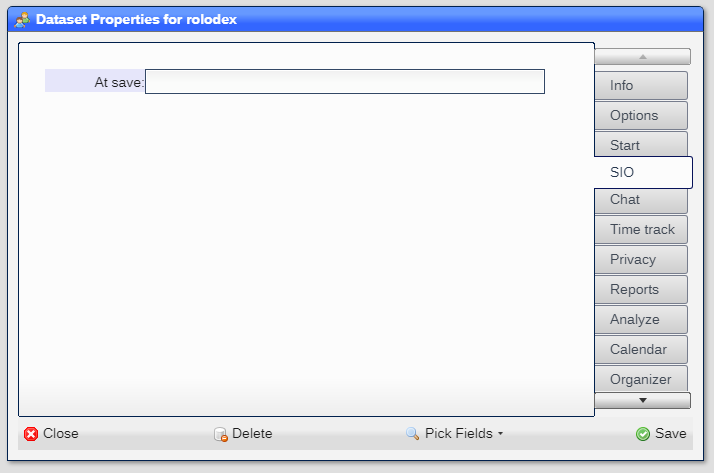 Dataset Properties for rolodex
At save:
Info
Options
Start
SIO
Chat
Time track
Privacy
Reports
Analyze
Calendar
Organizer
Close
Delete
Pick Fields
Save